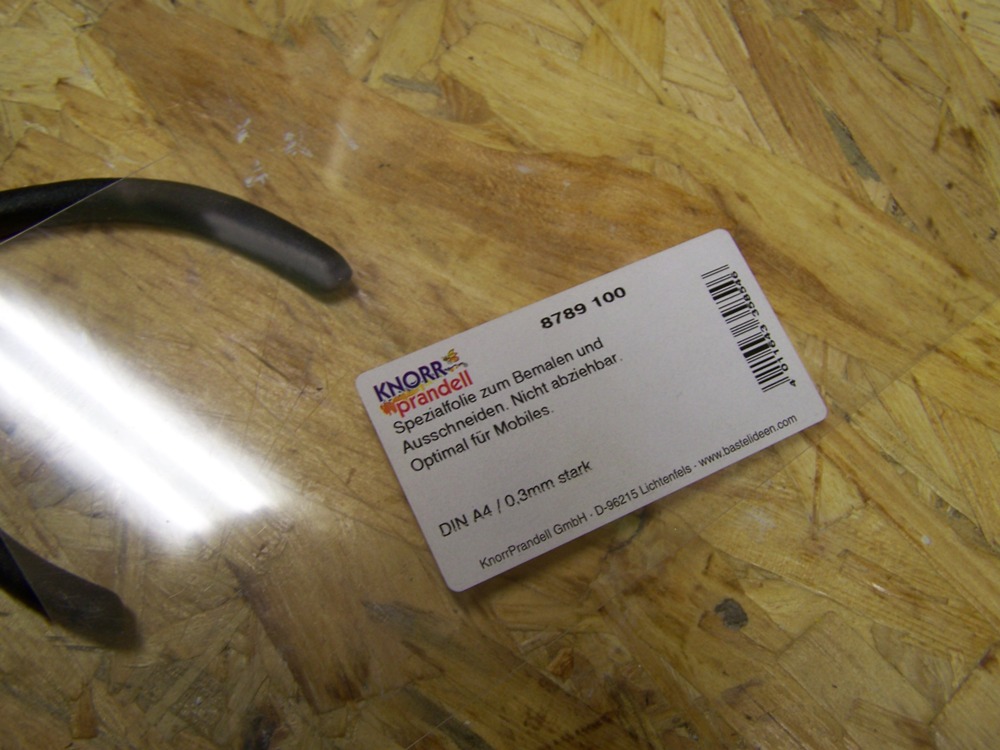 8789 100
KNORR
prandell
Spezialfolie zum Bemalen und
Ausschneiden. Nicht abziehbar.
Optimal für Mobiles.
DIN A4 / 0,3mm stark
KnorrPrandell GmbH · D-96215 Lichtenfels · www.bastelideen.com